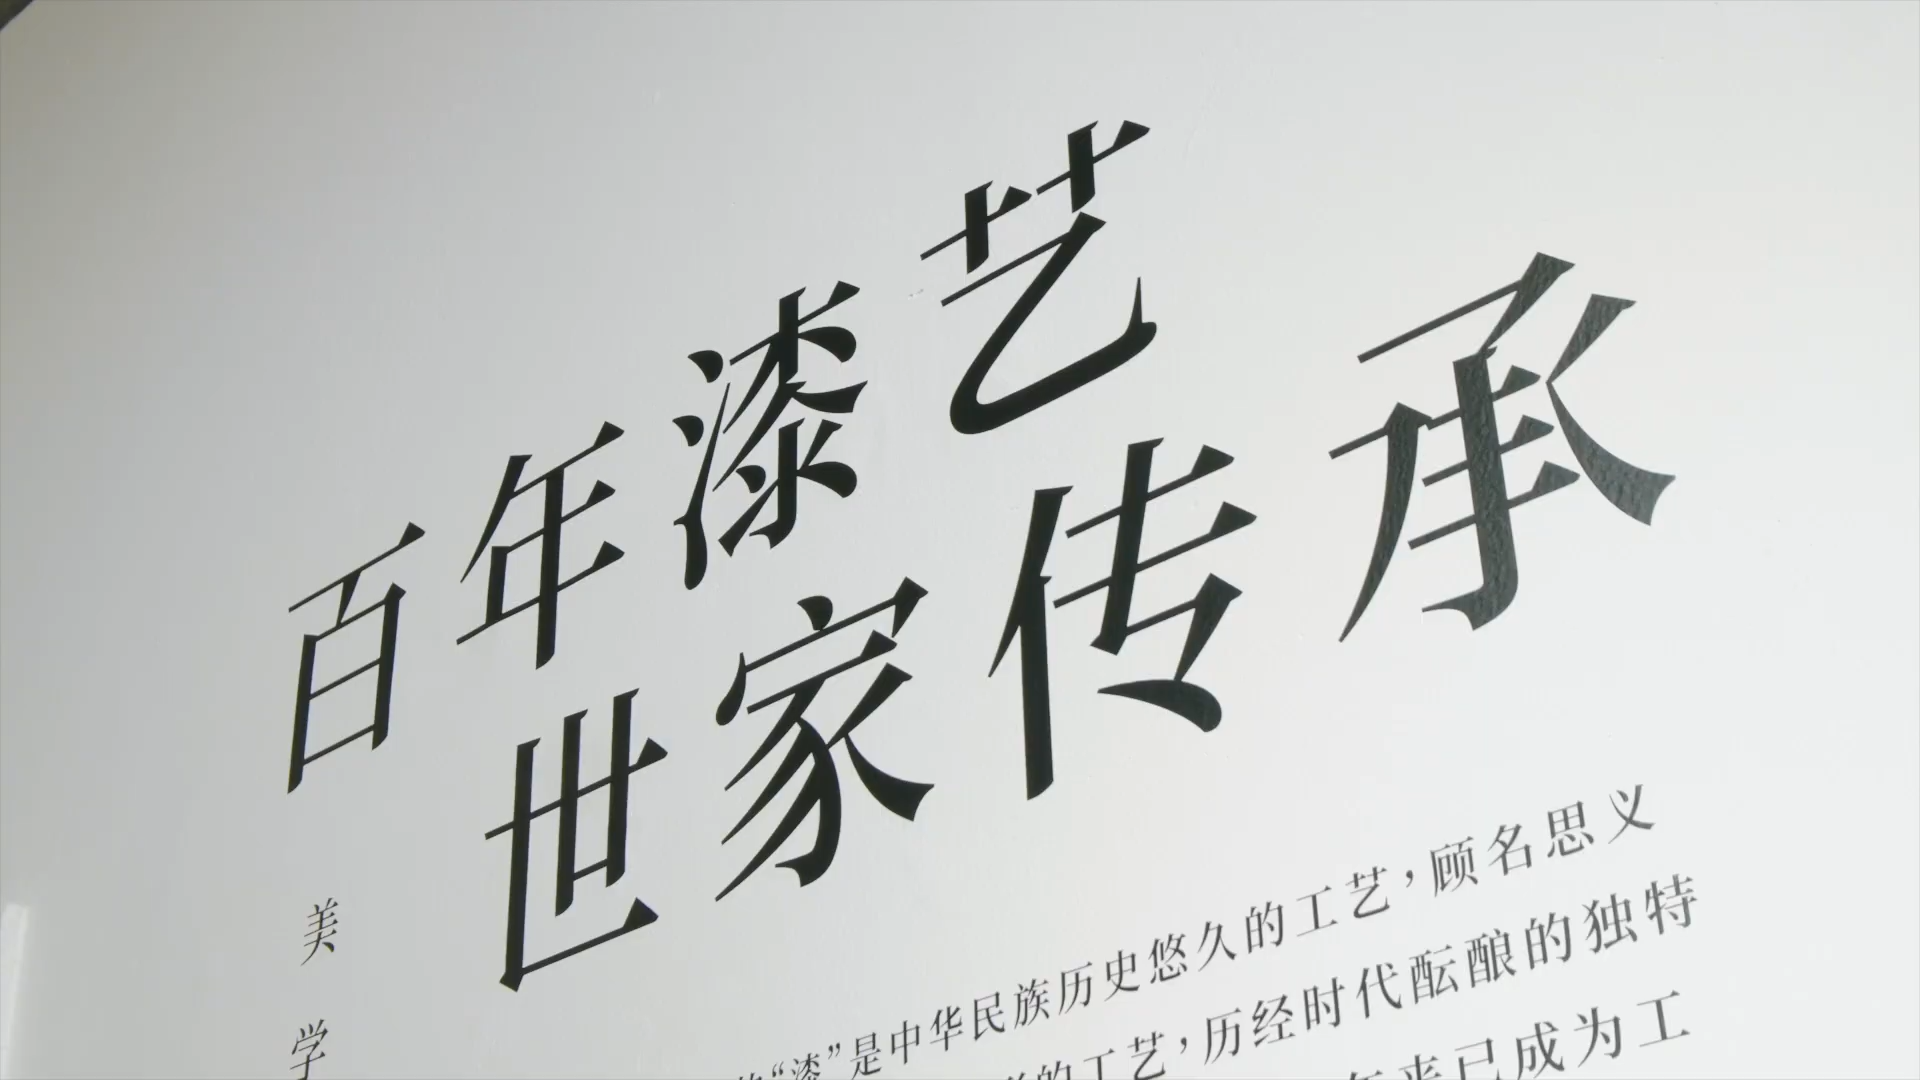 百年漆艺
世家传承
美学
“漆”是中华民族历史悠久的工艺，顾名思义
的工艺，历经时代酝酿的独特
年来已成为工